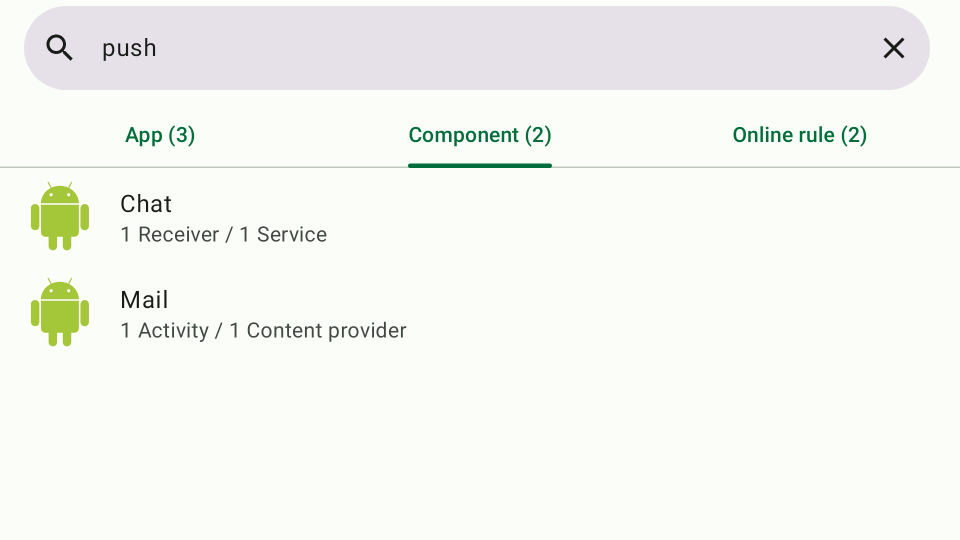 push
App (3)
Component (2)
Online rule (2)
Chat
1 Receiver / 1 Service
Mail
1 Activity / 1 Content provider